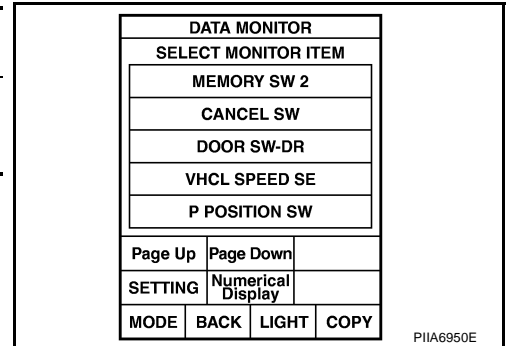 DATA MONITOR
SELECT MONITOR ITEM
MEMORY SW 2
CANCEL SW
DOOR SW-DR
VHCL SPEED SE
P POSITION SW
Page Up Page Down
SETTING Numerical
Display
MODE BACK LIGHT COPY
PIIA6950E